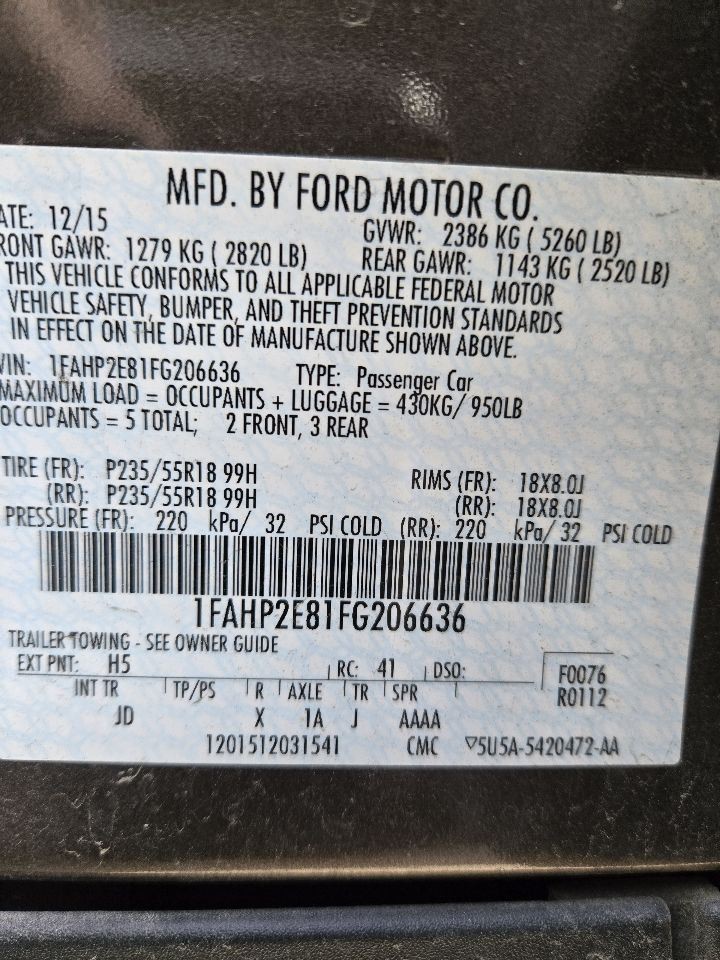 MFD. BY FORD MOTOR CO.
ATE: 12/15 GVWR: 2386 KG ( 5260 LB)
RONT GAWR: 1279 KG ( 2820 LB) REAR GAWR: 1143 KG ( 2520 LB)
THIS VEHICLE CONFORMS TO ALL APPLICABLE FEDERAL MOTOR
VEHICLE SAFETY, BUMPER, AND THEFT PREVENTION STANDARDS
IN EFFECT ON THE DATE OF MANUFACTURE SHOWN ABOVE.
VIN: 1FAHP2E81FG206636 TYPE: Passenger Car
MAXIMUM LOAD = OCCUPANTS + LUGGAGE = 430KG/ 950LB
OCCUPANTS = 5 TOTAL; 2 FRONT, 3 REAR
TIRE (FR): P235/55R18 99H RIMS (FR): 18X8.0J
(RR): P235/55R18 99H (RR): 18X8.0J
PRESSURE (FR): 220 kPa/ 32 PSI COLD (RR): 220 kPa/ 32 PSI COLD
1FAHP2E81FG206636
TRAILER TOWING - SEE OWNER GUIDE
EXT PNT: H5 RC: 41 DSO: F0076
INT TR TP/PS R AXLE TR SPR R0112
JD X 1A J AAAA
1201512031541 CMC ▽5U5A-5420472-AA